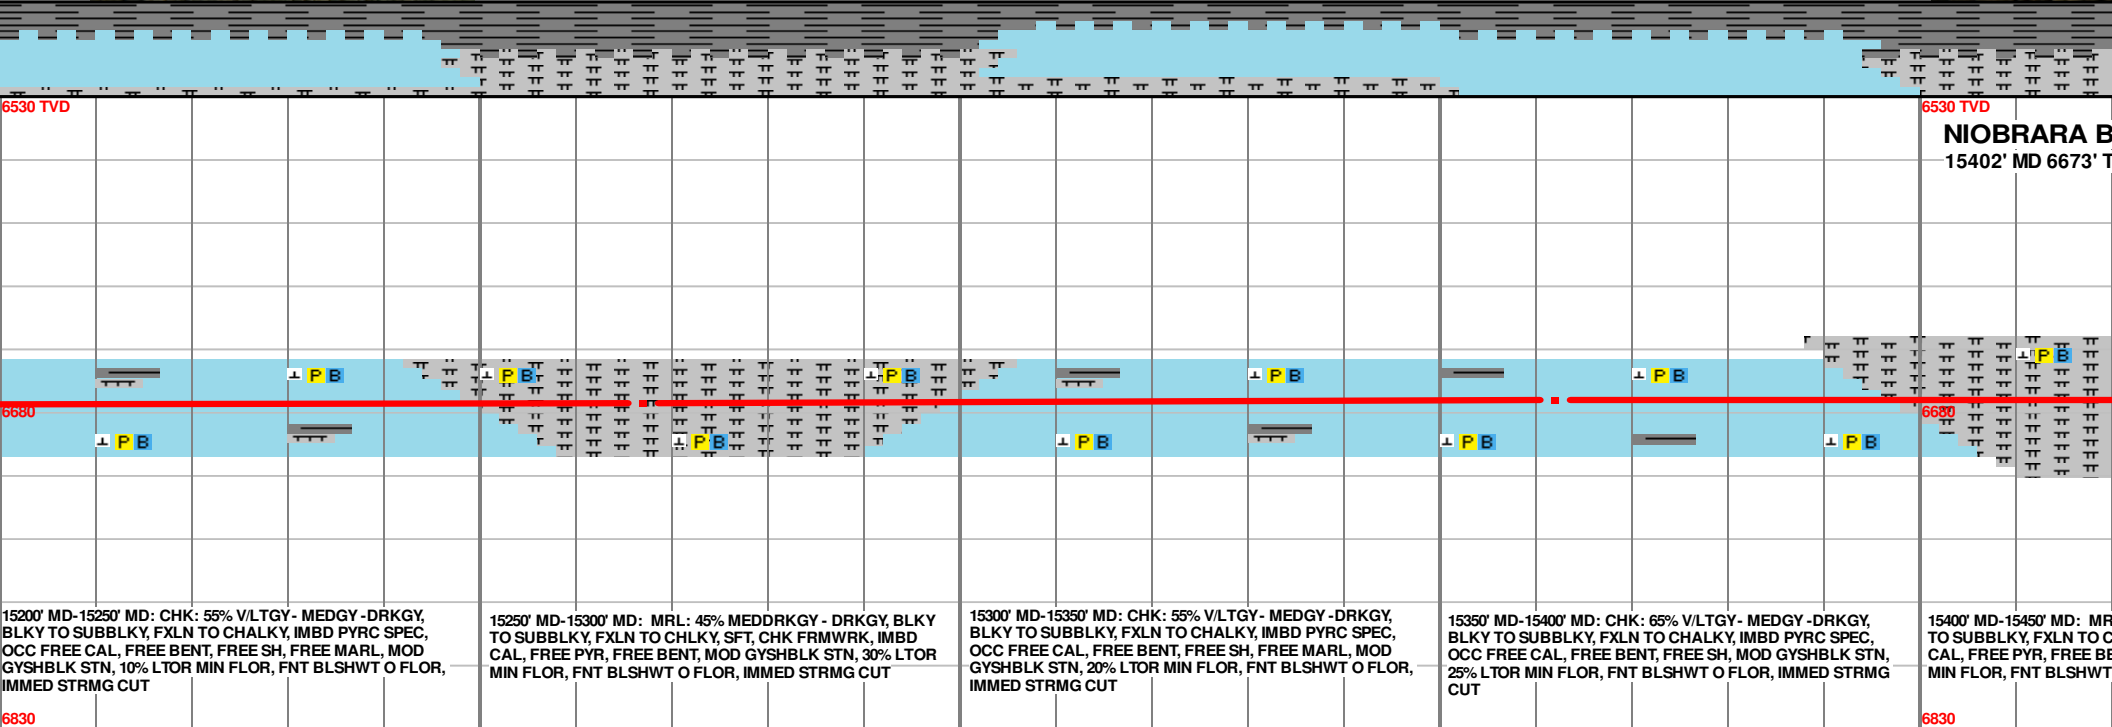 6530 TVD
6530 TVD
NIOBRARA B
15402' MD 6673' T
P B
P B
P B
P B
P B
P B
P B
6680
6680
P B
P B
P B
P B
P B
15200' MD-15250' MD: CHK: 55% V/LTGY- MEDGY -DRKGY,
BLKY TO SUBBLKY, FXLN TO CHALKY, IMBD PYRC SPEC,
OCC FREE CAL, FREE BENT, FREE SH, FREE MARL, MOD
GYSHBLK STN, 10% LTOR MIN FLOR, FNT BLSHWT O FLOR,
IMMED STRMG CUT
15250' MD-15300' MD: MRL: 45% MEDDRKGY - DRKGY, BLKY
TO SUBBLKY, FXLN TO CHLKY, SFT, CHK FRMWRK, IMBD
CAL, FREE PYR, FREE BENT, MOD GYSHBLK STN, 30% LTOR
MIN FLOR, FNT BLSHWT O FLOR, IMMED STRMG CUT
15300' MD-15350' MD: CHK: 55% V/LTGY- MEDGY -DRKGY,
BLKY TO SUBBLKY, FXLN TO CHALKY, IMBD PYRC SPEC,
OCC FREE CAL, FREE BENT, FREE SH, FREE MARL, MOD
GYSHBLK STN, 20% LTOR MIN FLOR, FNT BLSHWT O FLOR,
IMMED STRMG CUT
15350' MD-15400' MD: CHK: 65% V/LTGY- MEDGY -DRKGY,
BLKY TO SUBBLKY, FXLN TO CHALKY, IMBD PYRC SPEC,
OCC FREE CAL, FREE BENT, FREE SH, MOD GYSHBLK STN,
25% LTOR MIN FLOR, FNT BLSHWT O FLOR, IMMED STRMG
CUT
15400' MD-15450' MD: MR
TO SUBBLKY, FXLN TO C
CAL, FREE PYR, FREE BE
MIN FLOR, FNT BLSHWT
6830
6830